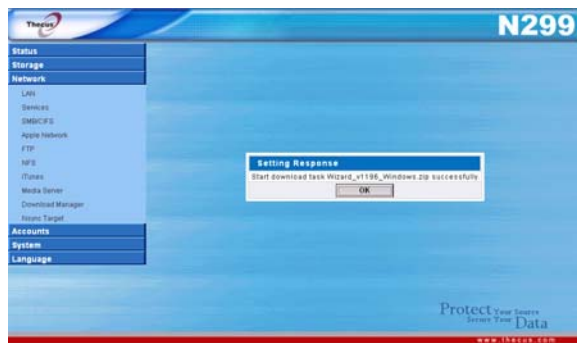 Thecus
N299
Status
Storage
Network
LAN
Services
SMB/CIFS
Apple Network
FTP
NFS
iTunes
Media Server
Download Manager
Nsync Target
Accounts
System
Language
Setting Response
Start download task Wizard_v1196_Windows.zip successfully
OK
Protect Your Source
Secure Your Data
www.thecus.com